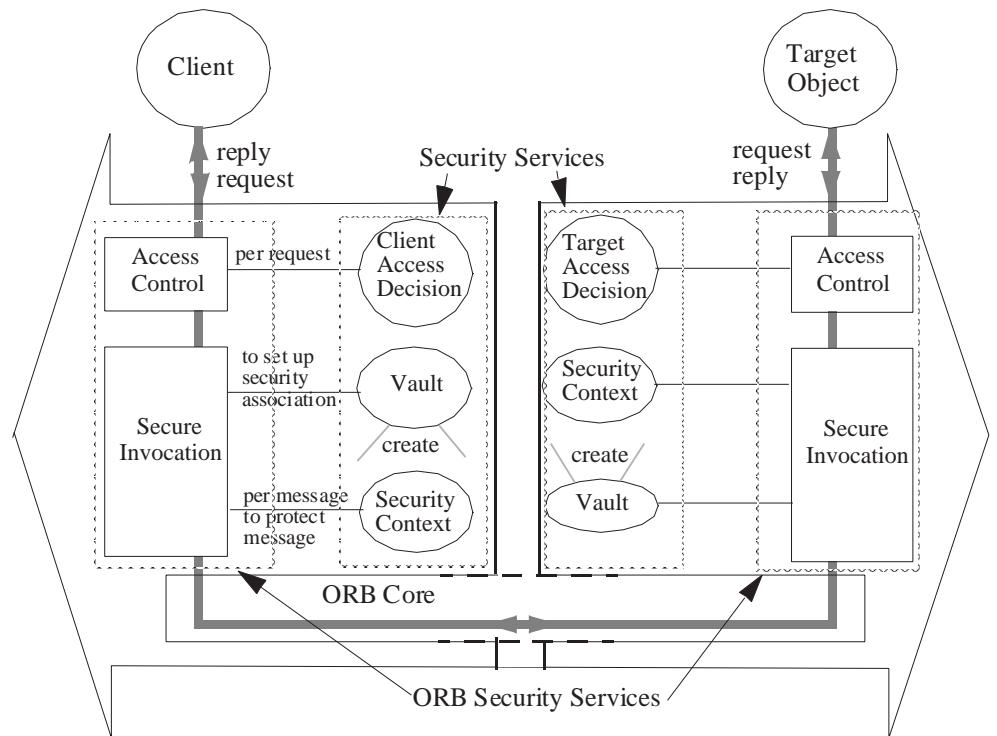 Client
Target
Object
reply
request
Security Services
request
reply
Access
Control
per request
Client
Access
Decision
Target
Access
Decision
Access
Control
to set up
security
association
Vault
Security
Context
Secure
Invocation
create
create
Secure
Invocation
per message
to protect
message
Security
Context
Vault
ORB Core
ORB Security Services